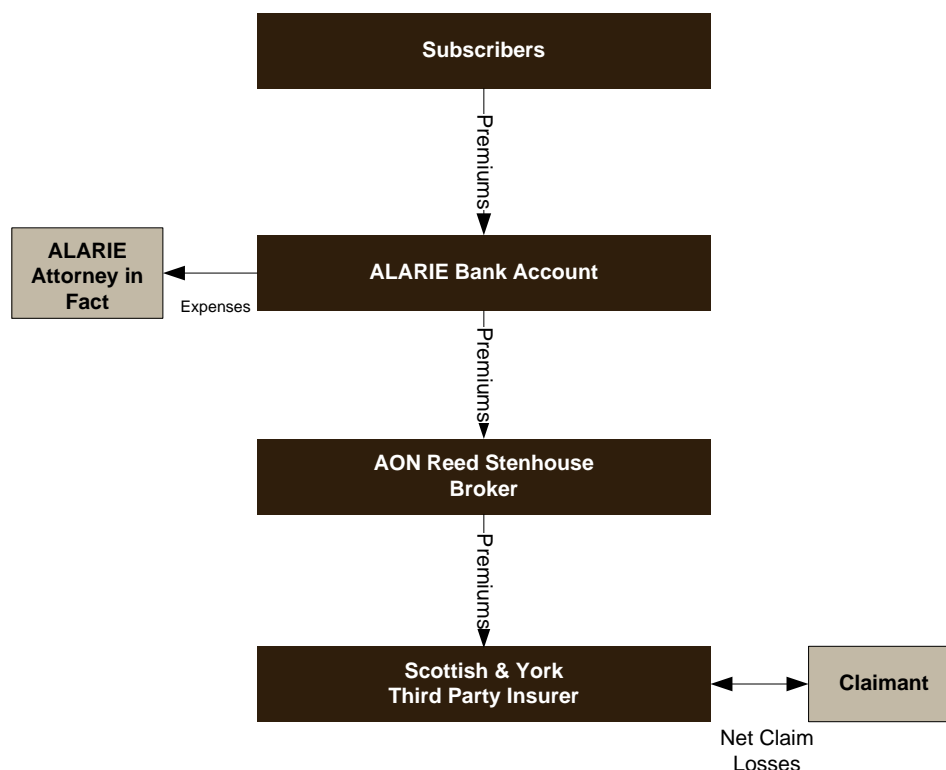 Subscribers
Premiums
ALARIE
Attorney in
Fact
Expenses
ALARIE Bank Account
Premiums
AON Reed Stenhouse
Broker
Premiums
Scottish & York
Third Party Insurer
Claimant
Net Claim
Losses